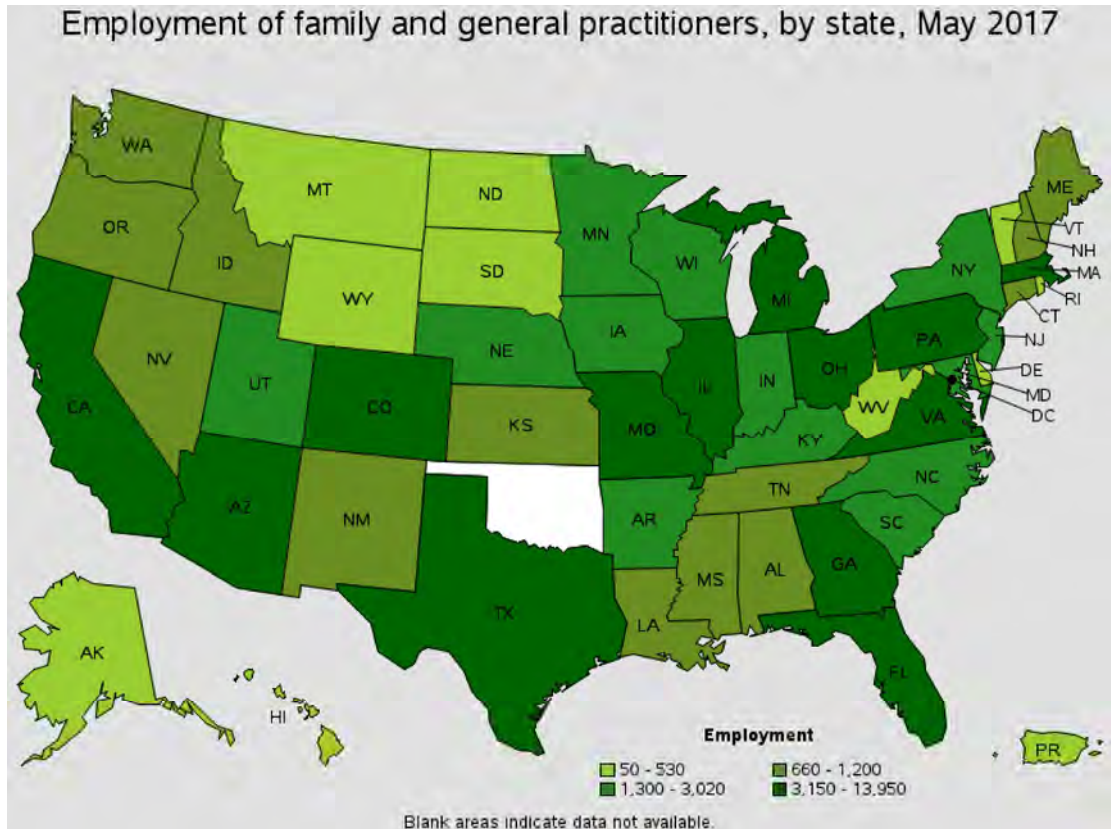 Employment of family and general practitioners, by state, May 2017
WA
MT
ND
ME
VT
OR
MN
NH
ID
SD
WI
NY
MA
WY
MI
RI
CT
IA
PA
NE
NJ
NV
OH
DE
UT
IL
IN
MD
CA
CO
WV
DC
KS
MO
VA
KY
NC
TN
AZ
NM
AR
SC
MS
AL
GA
TX
LA
AK
FL
HI
PR
Employment
50 - 530
660 - 1,200
1,300 - 3,020
3,150 - 13,950
Blank areas indicate data not available.